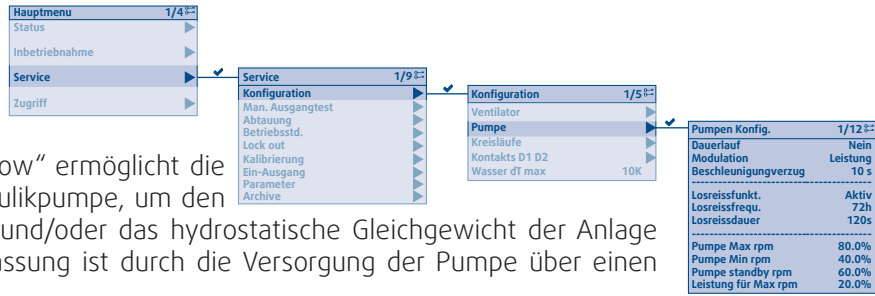 Hauptmenu 1/4
Status
Inbetriebnahme
Service
Zugriff
Service 1/9
Konfiguration
Man. Ausgangtest
Abtauung
Betriebsstd.
Lock out
Kalibrierung
Ein-Ausgang
Parameter
Archive
Konfiguration 1/5
Ventilator
Pumpe
Kreisläufe
Kontakts D1 D2
Wasser dT max 10K
Pumpen Konfig. 1/12
Dauerlauf Nein
Modulation Leistung
Beschleunigungverzug 10 s
Losreissfunkt. Aktiv
Losreissfrequ. 72h
Losreissdauer 120s
Pumpe Max rpm 80.0%
Pumpe Min rpm 40.0%
Pumpe standby rpm 60.0%
Leistung für Max rpm 20.0%
ow“ ermöglicht die
ulikpumpe, um den
und/oder das hydrostatische Gleichgewicht der Anlage
assung ist durch die Versorgung der Pumpe über einen